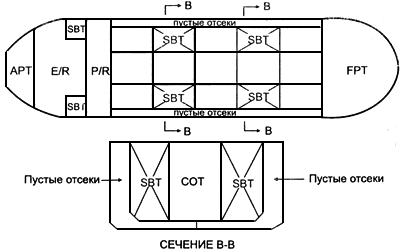 B B
пустые отсеки
SBT SBT SBT
APT E/R P/R FPT
SBT SBT SBT
пустые отсеки
B B
Пустые отсеки SBT COT SBT Пустые отсеки
СЕЧЕНИЕ В-В